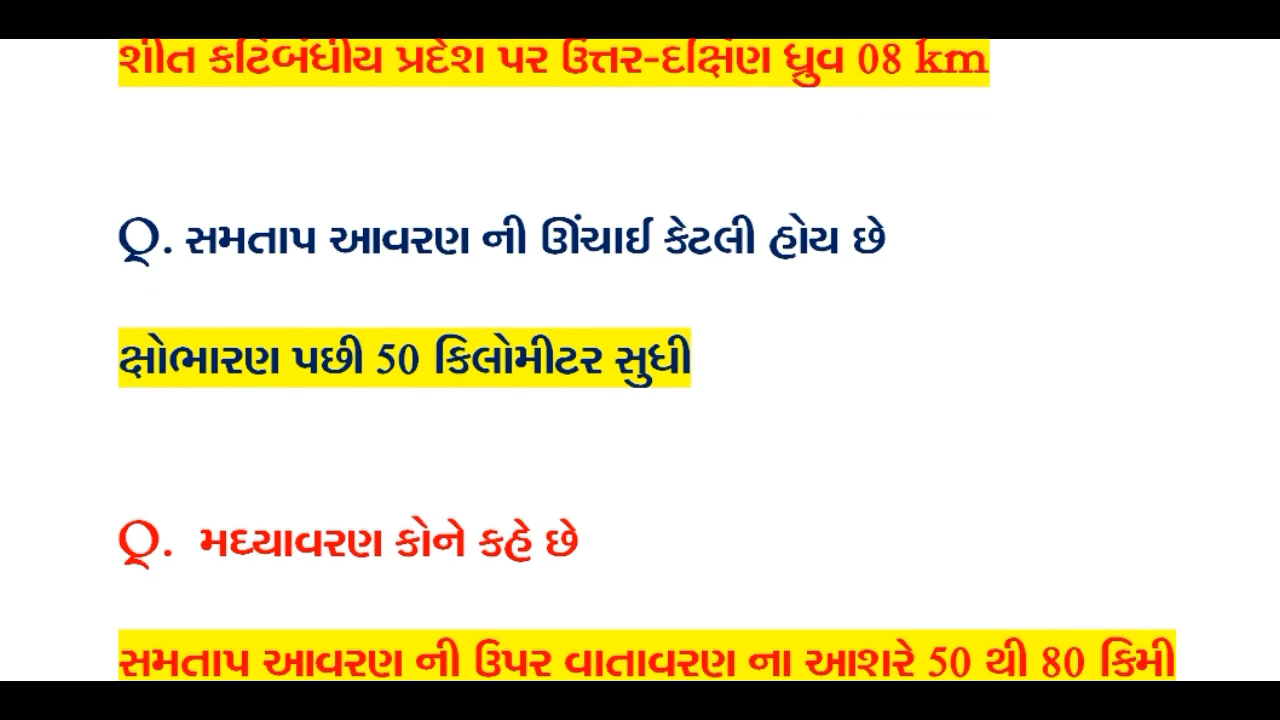 શીત કટિબંધીય પ્રદેશ પર ઉત્તર-દક્ષિણ ધ્રુવ 08 km
Q. સમતાપ આવરણ ની ઊંચાઈ કેટલી હોય છે
ક્ષોભારણ પછી 50 કિલોમીટર સુધી
Q. મધ્યાવરણ કોને કહે છે
સમતાપ આવરણ ની ઉપર વાતાવરણ ના આશરે 50 થી 80 કિમી